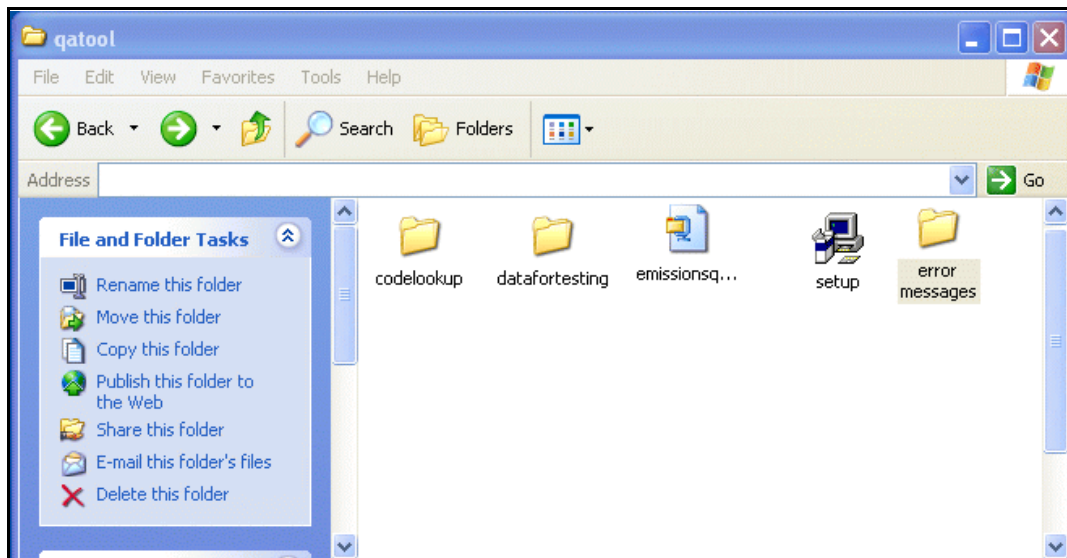 qatool
File Edit View Favorites Tools Help
Back Search Folders
Address Go
File and Folder Tasks
Rename this folder
Move this folder
Copy this folder
Publish this folder to
the Web
Share this folder
E-mail this folder's files
Delete this folder
codelookup datafortesting emissionsq... setup error
messages